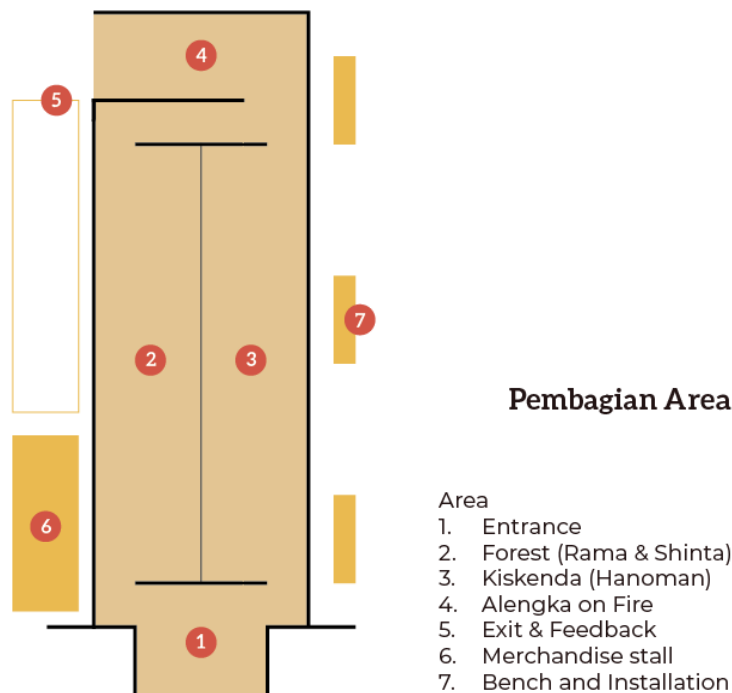 4
5
7
2
3
6
1
Pembagian Area
Area
1. Entrance
2. Forest (Rama & Shinta)
3. Kiskenda (Hanoman)
4. Alengka on Fire
5. Exit & Feedback
6. Merchandise stall
7. Bench and Installation